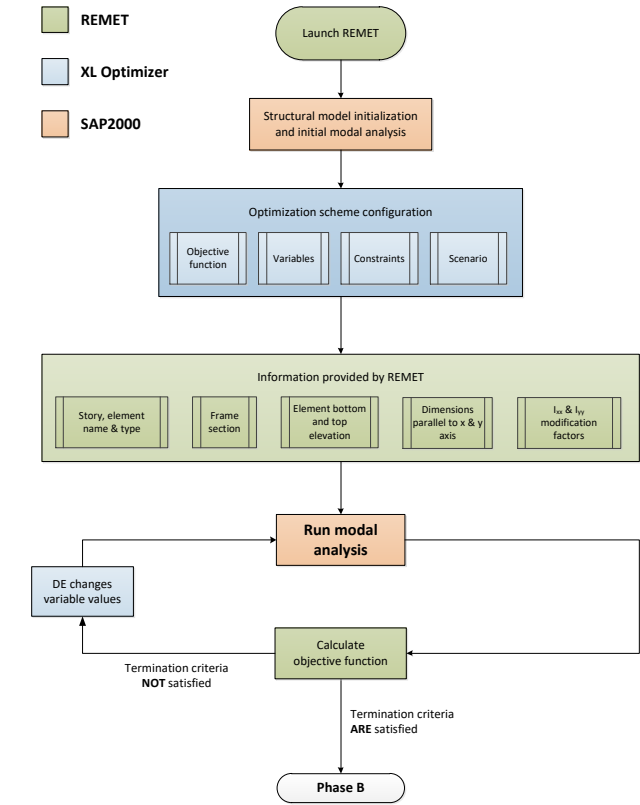 REMET
XL Optimizer
SAP2000
Launch REMET
Structural model initialization
and initial modal analysis
Optimization scheme configuration
Objective
function
Variables
Constraints
Scenario
Information provided by REMET
Story, element
name & type
Frame
section
Element bottom
and top
elevation
Dimensions
parallel to x & y
axis
Ixx & Iyy
modification
factors
Run modal
analysis
DE changes
variable values
Calculate
objective function
Termination criteria
NOT satisfied
Termination criteria
ARE satisfied
Phase B